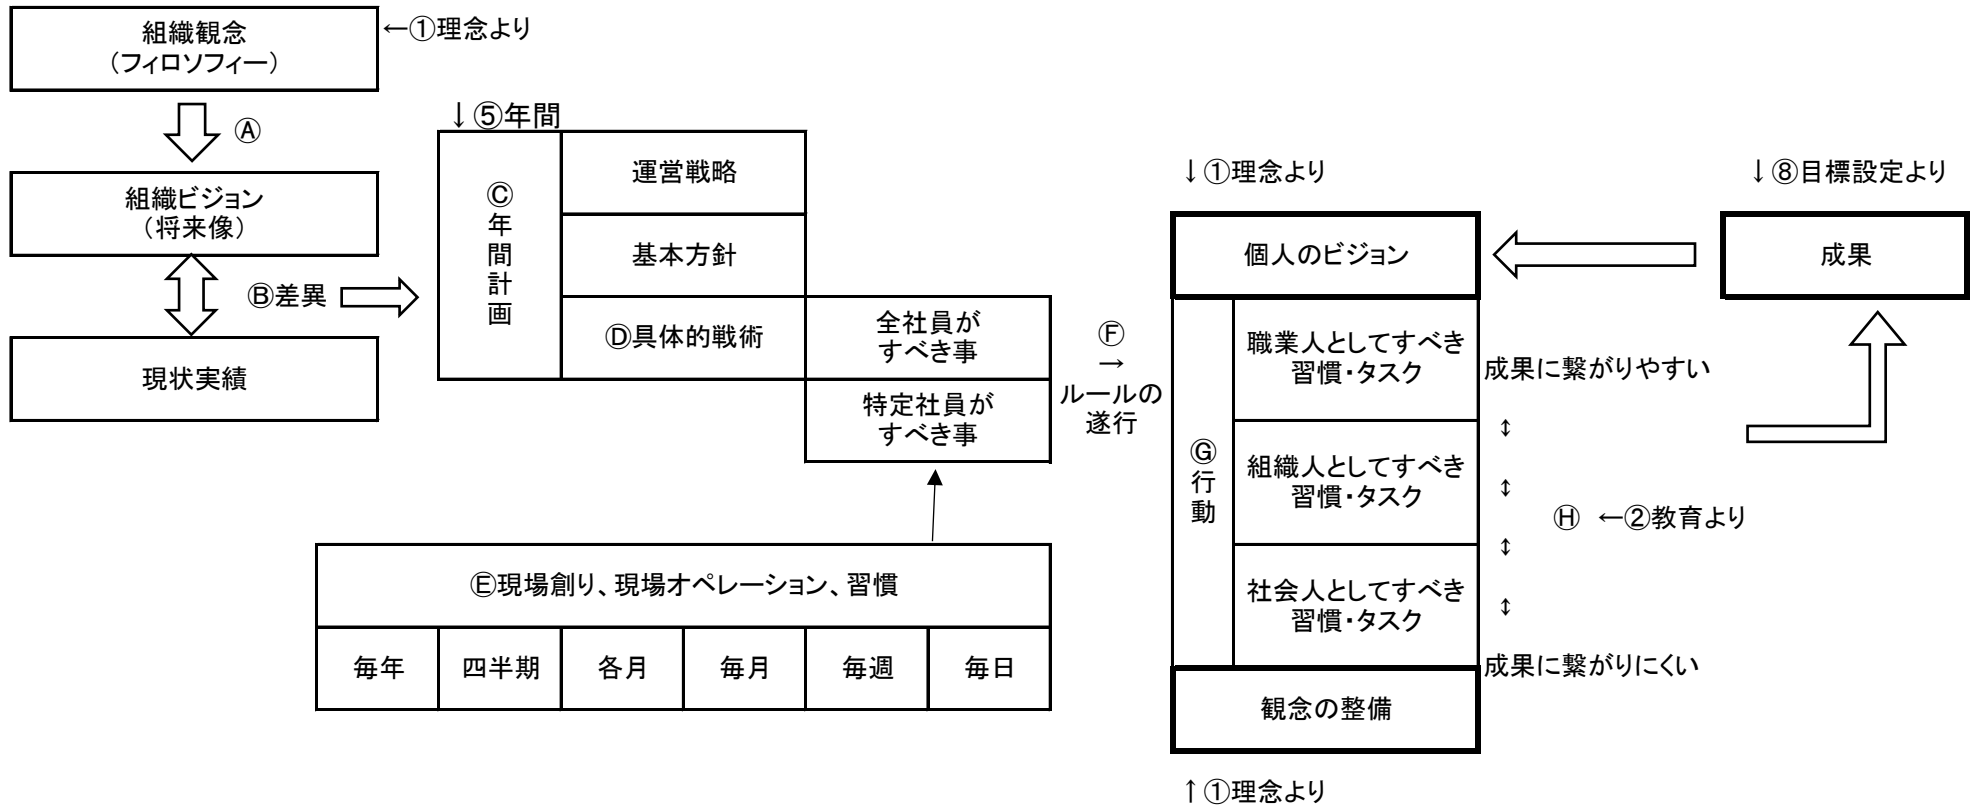 組織観念
（フィロソフィー）
←①理念より
Ⓐ
組織ビジョン
（将来像）
Ⓑ差異
現状実績
↓⑤年間
Ⓒ
年
間
計
画
運営戦略
基本方針
Ⓓ具体的戦術
全社員が
すべき事
特定社員が
すべき事
Ⓔ現場創り、現場オペレーション、習慣
毎年
四半期
各月
毎月
毎週
毎日
Ⓕ
→
ルールの
遂行
↓①理念より
個人のビジョン
Ⓖ
行
動
職業人としてすべき
習慣・タスク
組織人としてすべき
習慣・タスク
社会人としてすべき
習慣・タスク
観念の整備
↑①理念より
成果に繋がりやすい
↕
↕
Ⓗ ←②教育より
↕
↕
成果に繋がりにくい
↓⑧目標設定より
成果